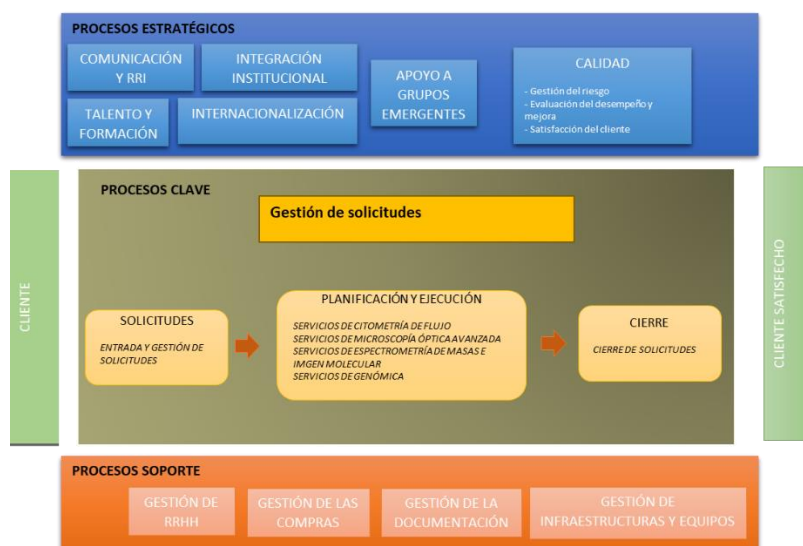 PROCESOS ESTRATÉGICOS
COMUNICACIÓN
Y RRI
INTEGRACIÓN
INSTITUCIONAL
APOYO A
GRUPOS
EMERGENTES
CALIDAD
- Gestión del riesgo
- Evaluación del desempeño y
mejora
- Satisfacción del cliente
TALENTO Y
FORMACIÓN
INTERNACIONALIZACIÓN
CLIENTE
PROCESOS CLAVE
Gestión de solicitudes
SOLICITUDES
ENTRADA Y GESTIÓN DE
SOLICITUDES
PLANIFICACIÓN Y EJECUCIÓN
SERVICIOS DE CITOMETRÍA DE FLUJO
SERVICIOS DE MICROSCOPÍA ÓPTICA AVANZADA
SERVICIOS DE ESPECTROMETRÍA DE MASAS E
IMGEN MOLECULAR
SERVICIOS DE GENÓMICA
CIERRE
CIERRE DE SOLICITUDES
CLIENTE SATISFECHO
PROCESOS SOPORTE
GESTIÓN DE
RRHH
GESTIÓN DE LAS
COMPRAS
GESTIÓN DE LA
DOCUMENTACIÓN
GESTIÓN DE
INFRAESTRUCTURAS Y EQUIPOS